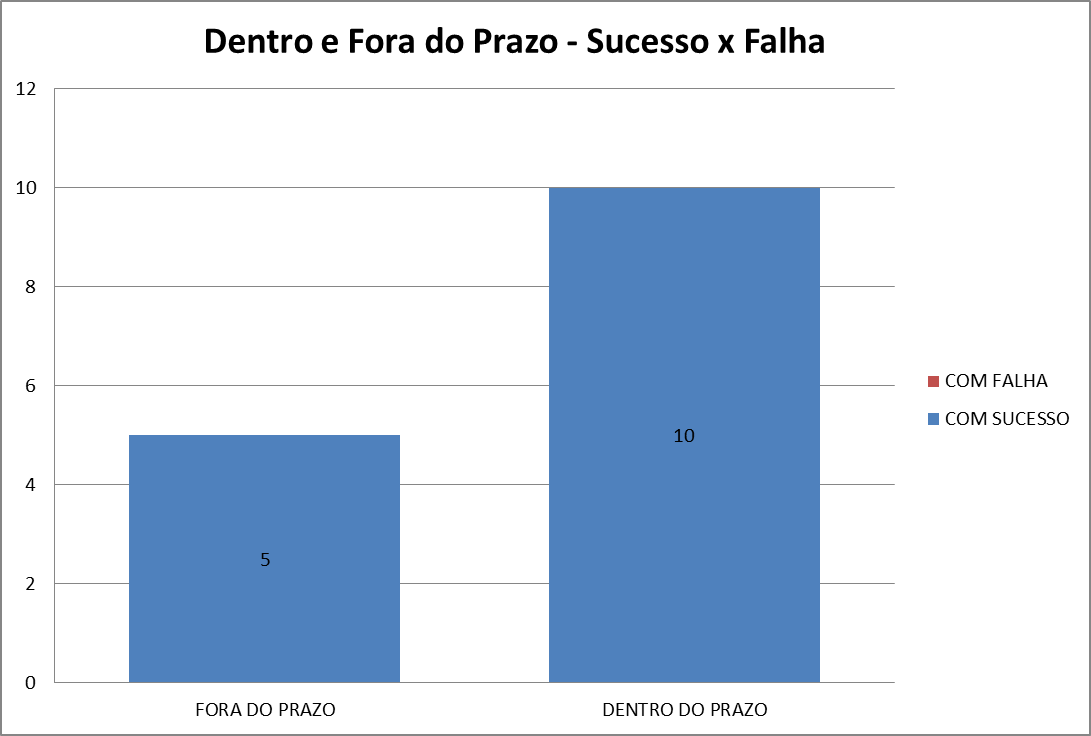 Dentro e Fora do Prazo - Sucesso x Falha
12
10
8
6
4
2
0
5
10
FORA DO PRAZO
DENTRO DO PRAZO
COM FALHA
COM SUCESSO